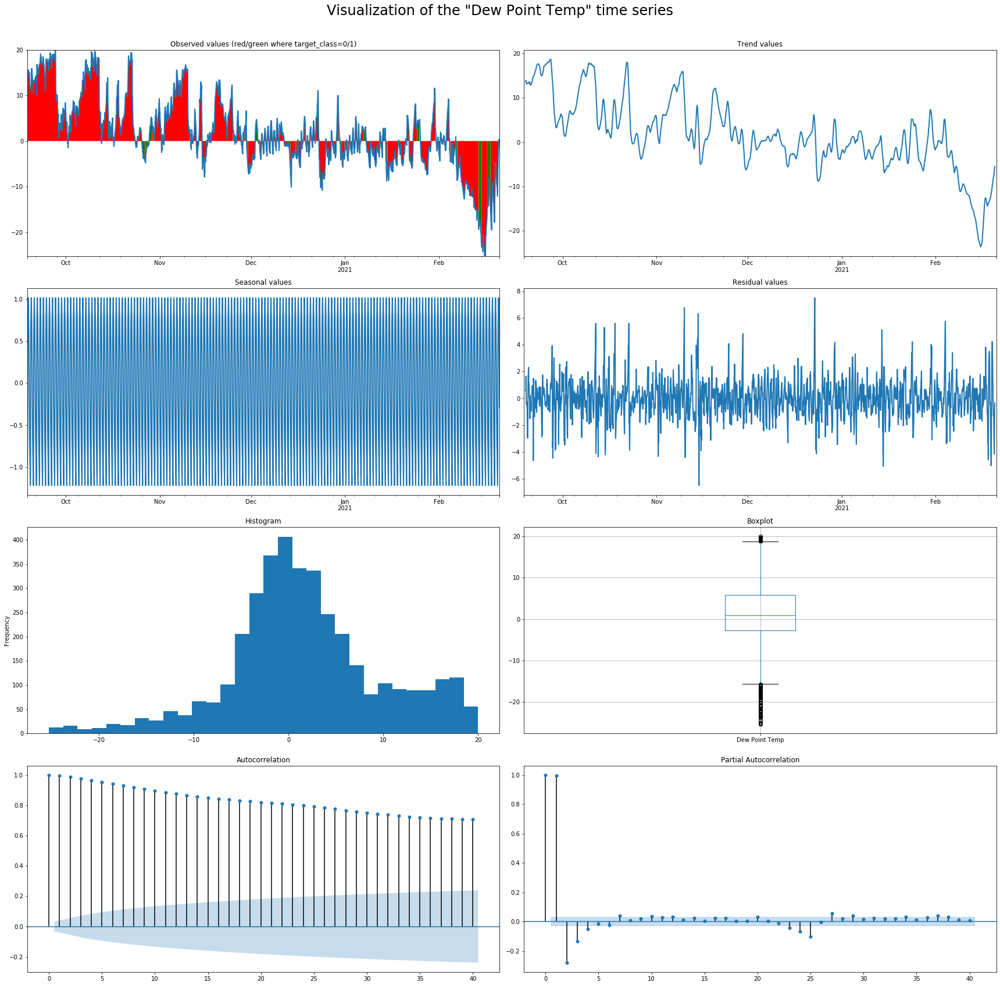 Visualization of the "Dew Point Temp" time series
Observed values (red/green where target_class=0/1)
20
10
0
−10
−20
Oct
Nov
Dec
Jan
2021
Feb
Trend values
20
10
0
−10
−20
Oct
Nov
Dec
Jan
2021
Feb
Seasonal values
1.0
0.5
0.0
−0.5
−1.0
Oct
Nov
Dec
Jan
2021
Feb
Residual values
8
6
4
2
0
−2
−4
−6
Oct
Nov
Dec
Jan
2021
Feb
Histogram
Frequency
400
350
300
250
200
150
100
50
0
−20
−10
0
10
20
Boxplot
20
10
0
−10
−20
Dew Point Temp
Autocorrelation
1.0
0.8
0.6
0.4
0.2
0.0
−0.2
0
5
10
15
20
25
30
35
40
Partial Autocorrelation
1.0
0.8
0.6
0.4
0.2
0.0
−0.2
0
5
10
15
20
25
30
35
40